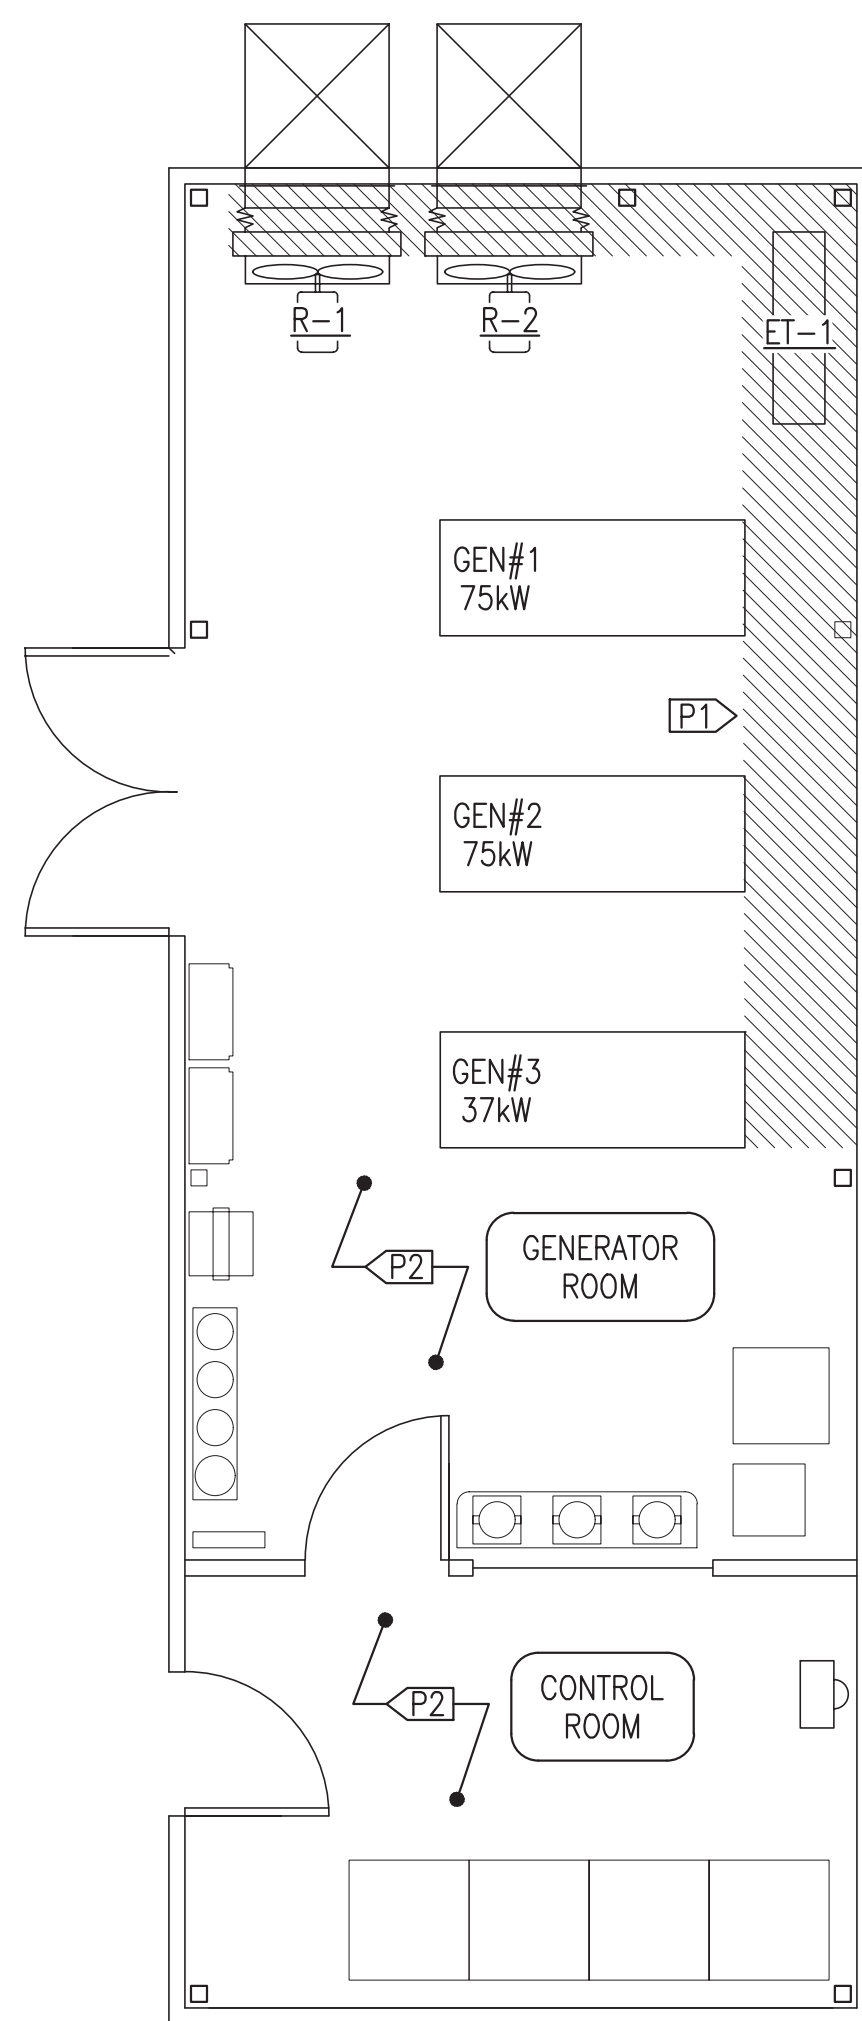 R-1
R-2
ET-1
GEN#1
75kW
P1
GEN#2
75kW
GEN#3
37kW
P2
GENERATOR
ROOM
CONTROL
ROOM
P2